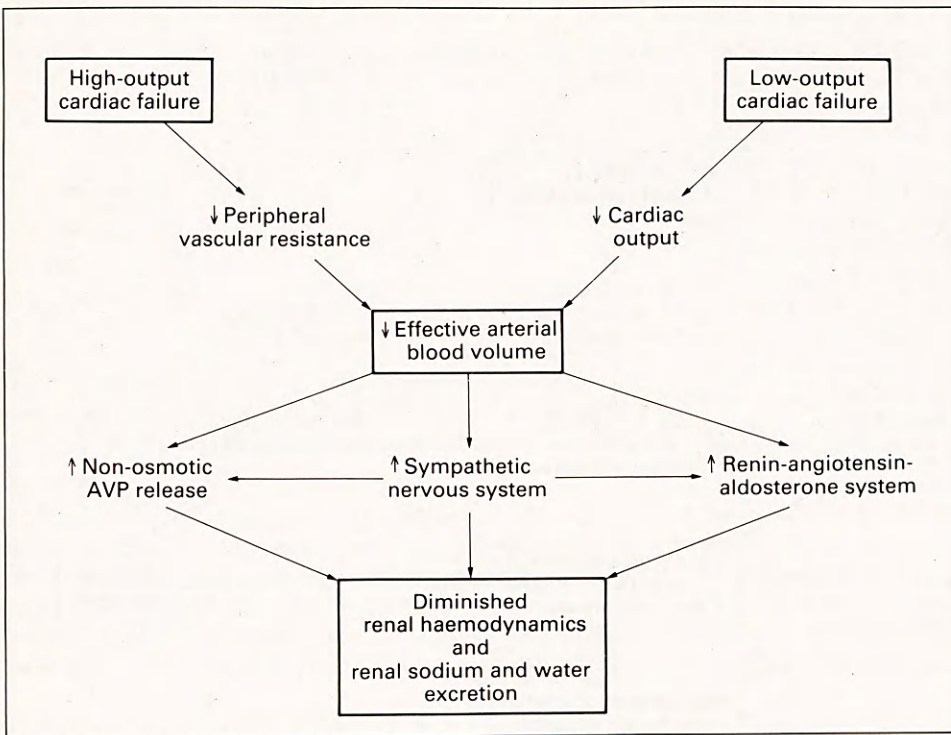 High-output
cardiac failure
Low-output
cardiac failure
↓ Peripheral
vascular resistance
↓ Cardiac
output
↓ Effective arterial
blood volume
↑ Non-osmotic
AVP release
↑ Sympathetic
nervous system
↑ Renin-angiotensin-
aldosterone system
Diminished
renal haemodynamics
and
renal sodium and water
excretion